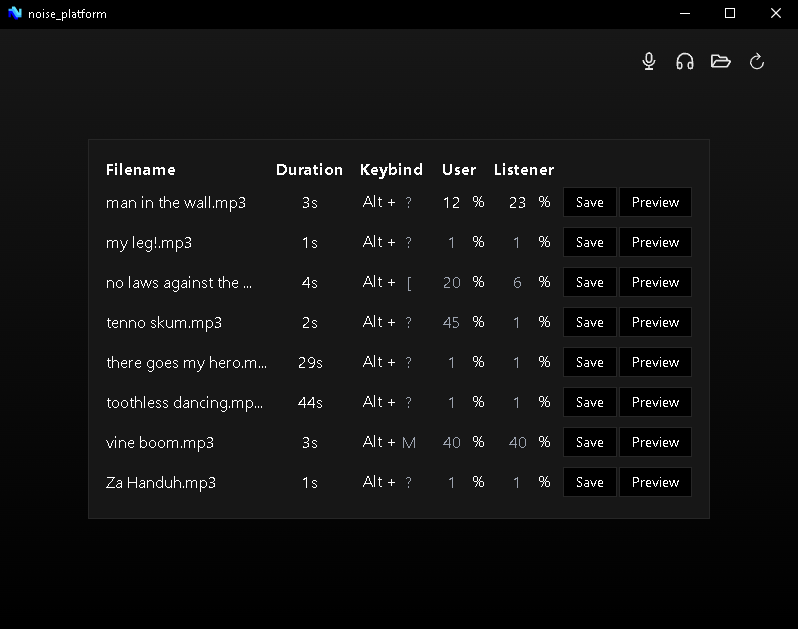 noise_platform
Filename Duration Keybind User Listener
man in the wall.mp3 3s Alt + ? 12 % 23 % Save Preview
my leg!.mp3 1s Alt + ? 1 % 1 % Save Preview
no laws against the ... 4s Alt + [ 20 % 6 % Save Preview
tenno skum.mp3 2s Alt + ? 45 % 1 % Save Preview
there goes my hero.m... 29s Alt + ? 1 % 1 % Save Preview
toothless dancing.mp... 44s Alt + ? 1 % 1 % Save Preview
vine boom.mp3 3s Alt + M 40 % 40 % Save Preview
Za Handuh.mp3 1s Alt + ? 1 % 1 % Save Preview